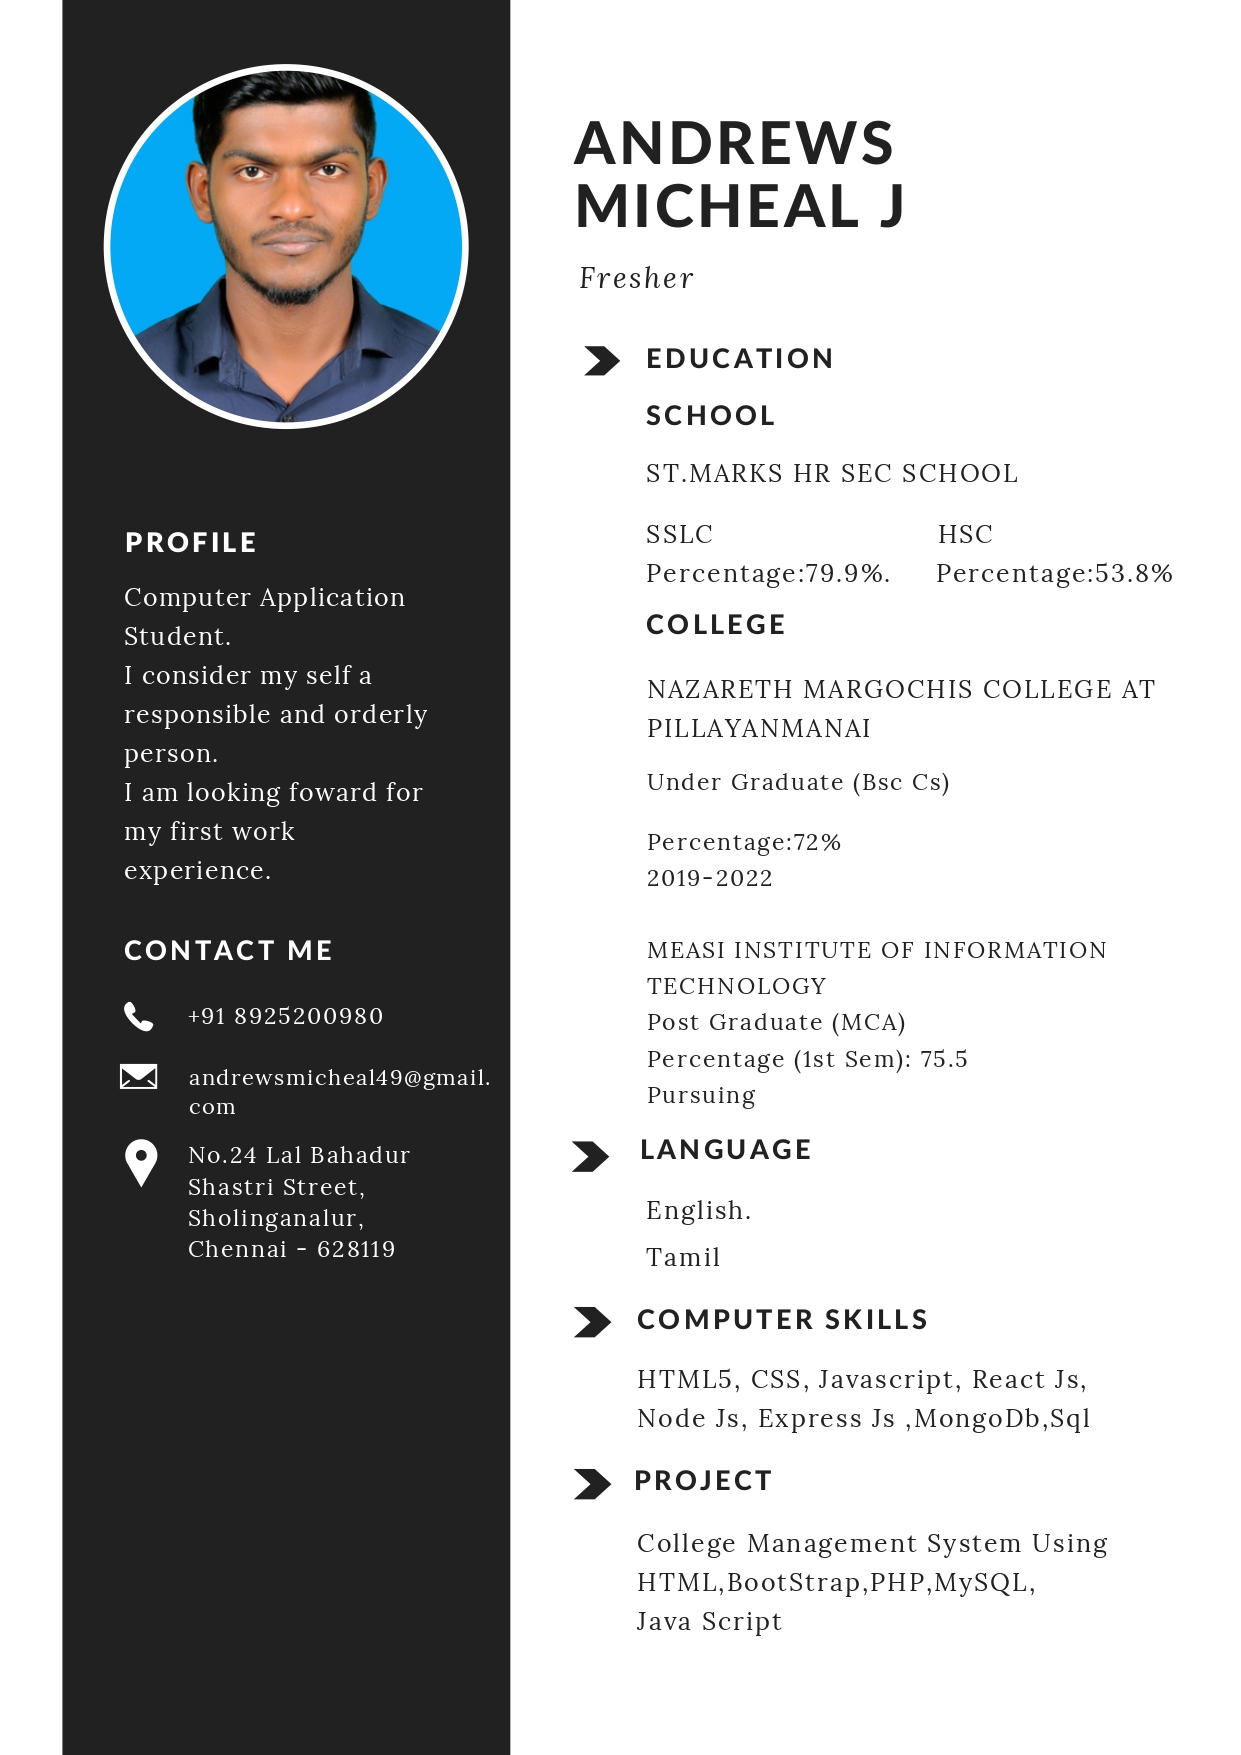 ANDREWS
MICHEAL J
Fresher
PROFILE
Computer Application
Student.
I consider my self a
responsible and orderly
person.
I am looking foward for
my first work
experience.
CONTACT ME
+91 8925200980
andrewsmicheal49@gmail.
com
No.24 Lal Bahadur
Shastri Street,
Sholinganalur,
Chennai - 628119
EDUCATION
SCHOOL
ST.MARKS HR SEC SCHOOL
SSLC HSC
Percentage:79.9%. Percentage:53.8%
COLLEGE
NAZARETH MARGOCHIS COLLEGE AT
PILLAYANMANAI
Under Graduate (Bsc Cs)
Percentage:72%
2019-2022
MEASI INSTITUTE OF INFORMATION
TECHNOLOGY
Post Graduate (MCA)
Percentage (1st Sem): 75.5
Pursuing
LANGUAGE
English.
Tamil
COMPUTER SKILLS
HTML5, CSS, Javascript, React Js,
Node Js, Express Js ,MongoDb,Sql
PROJECT
College Management System Using
HTML,BootStrap,PHP,MySQL,
Java Script